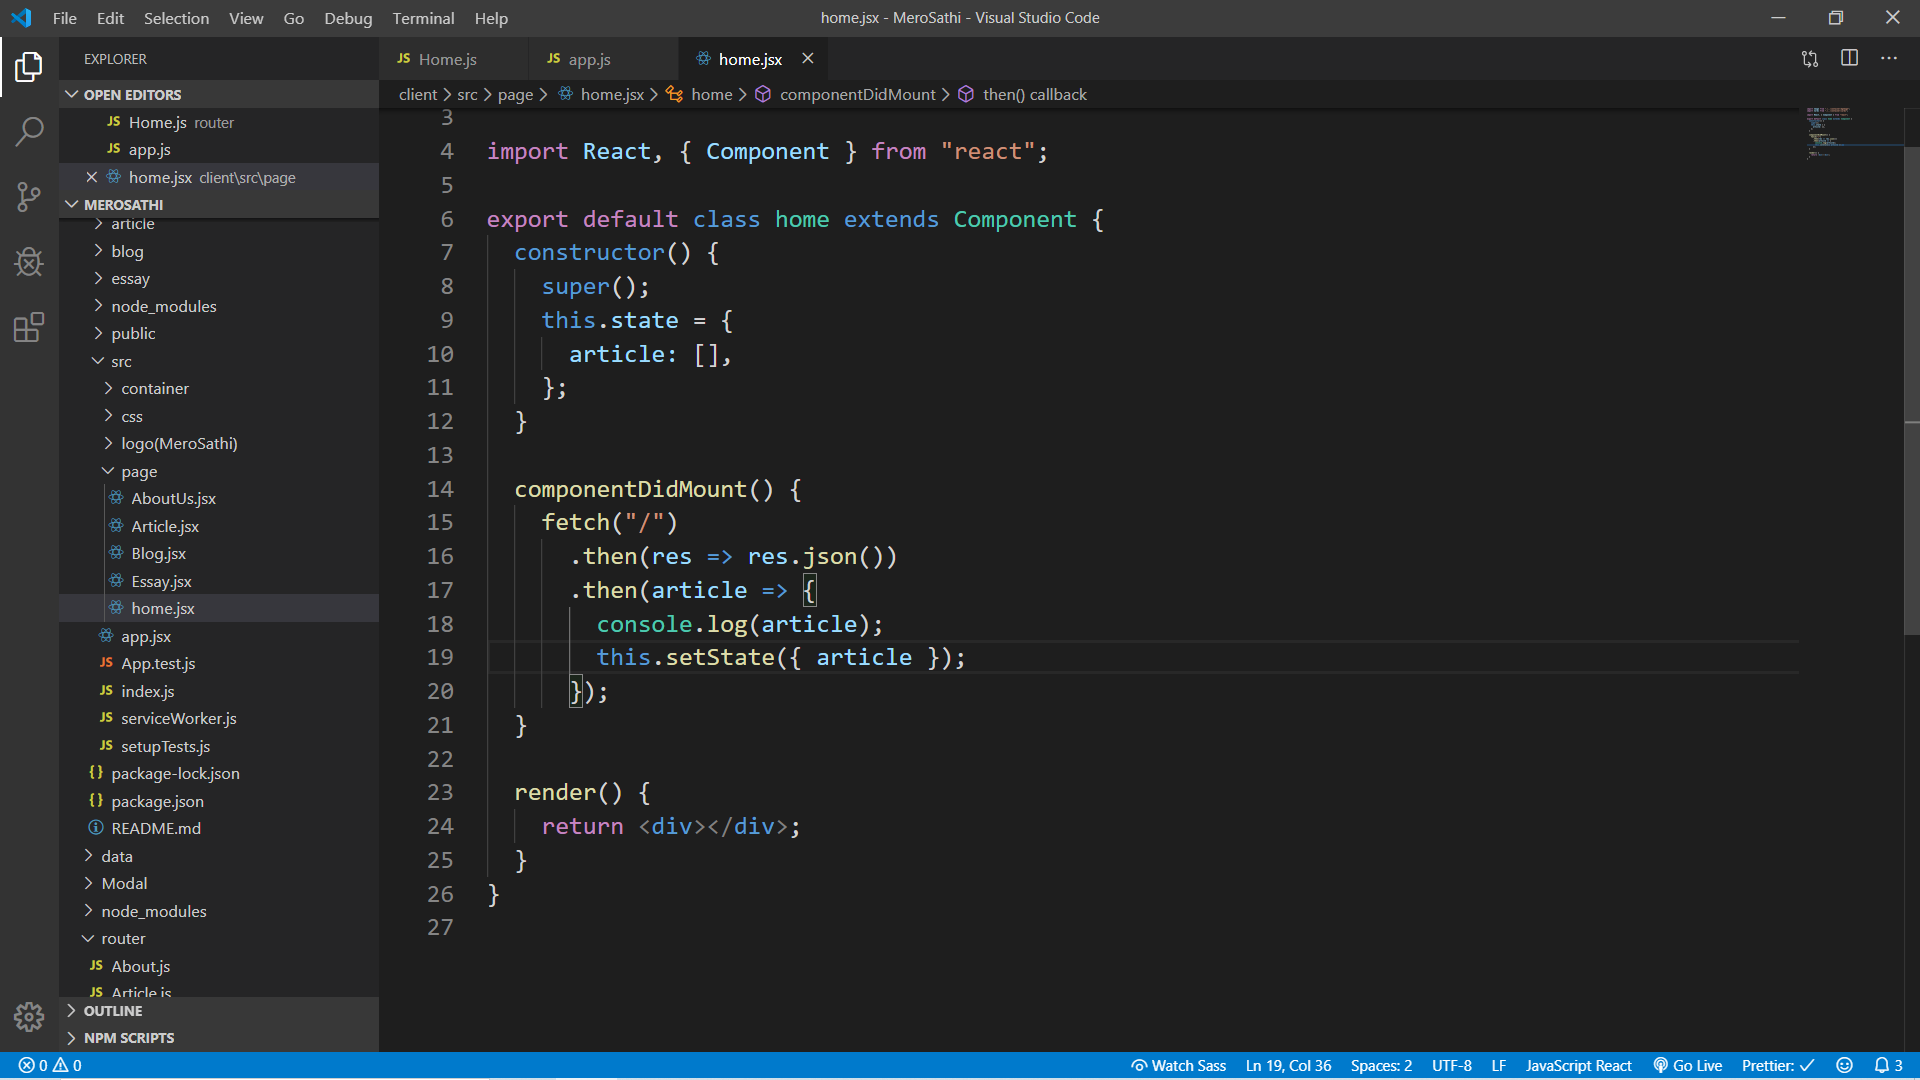 File Edit Selection View Go Debug Terminal Help
home.jsx - MeroSathi - Visual Studio Code
EXPLORER
OPEN EDITORS
JS Home.js router
JS app.js
home.jsx client\src\page
MEROSATHI
article
blog
essay
node_modules
public
src
container
css
logo(MeroSathi)
page
AboutUs.jsx
Article.jsx
Blog.jsx
Essay.jsx
home.jsx
app.jsx
JS App.test.js
JS index.js
JS serviceWorker.js
JS setupTests.js
{} package-lock.json
{} package.json
README.md
data
Modal
node_modules
router
JS About.js
JS Article.js
OUTLINE
NPM SCRIPTS
JS Home.js
JS app.js
home.jsx
client > src > page > home.jsx > home > componentDidMount > then() callback
3
4 import React, { Component } from "react";
5
6 export default class home extends Component {
7 constructor() {
8 super();
9 this.state = {
10 article: [],
11 };
12 }
13
14 componentDidMount() {
15 fetch("/")
16 .then(res => res.json())
17 .then(article => {
18 console.log(article);
19 this.setState({ article });
20 });
21 }
22
23 render() {
24 return <div></div>;
25 }
26 }
27
0 0
Watch Sass Ln 19, Col 36 Spaces: 2 UTF-8 LF JavaScript React Go Live Prettier: ✓ 3